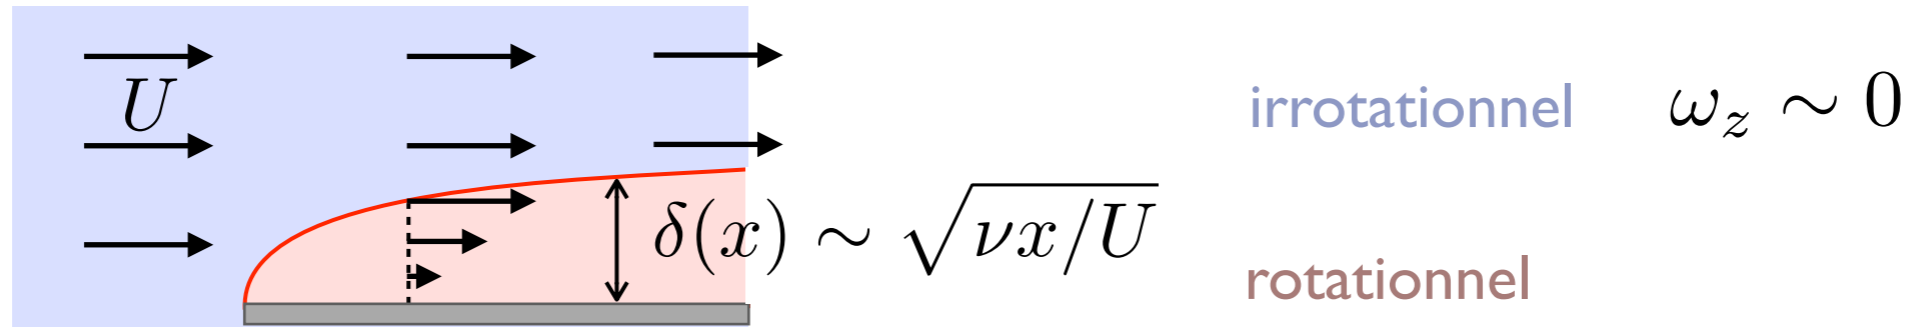 U
irrotationnel ω_z ∼ 0
δ(x) ∼ √νx/U
rotationnel